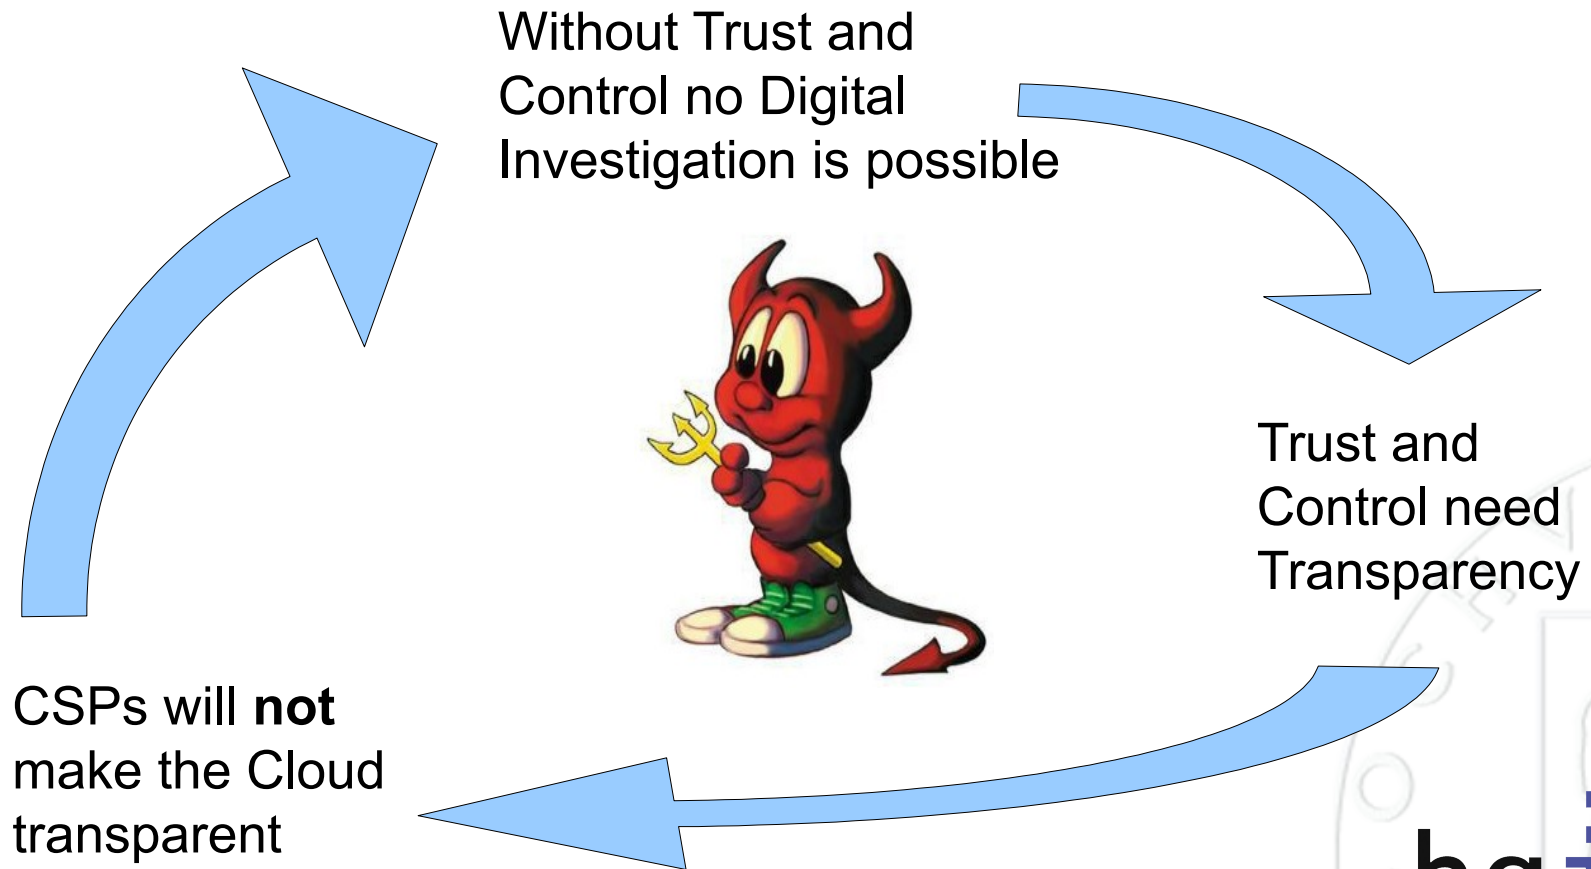 Without Trust and
Control no Digital
Investigation is possible
Trust and
Control need
Transparency
CSPs will not
make the Cloud
transparent